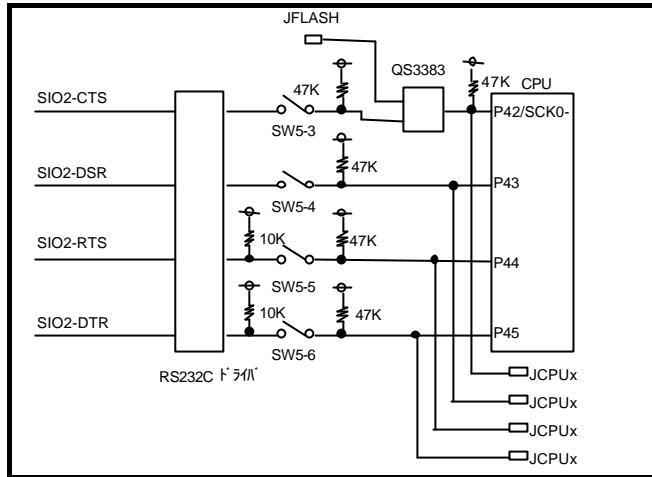 JFLASH
QS3383
47K
47K
CPU
SIO2-CTS
P42/SCK0-
SW5-3
47K
SIO2-DSR
P43
SW5-4
10K
47K
SIO2-RTS
P44
SW5-5
10K
47K
SIO2-DTR
P45
SW5-6
RS232C ドライバ
JCPUx
JCPUx
JCPUx
JCPUx